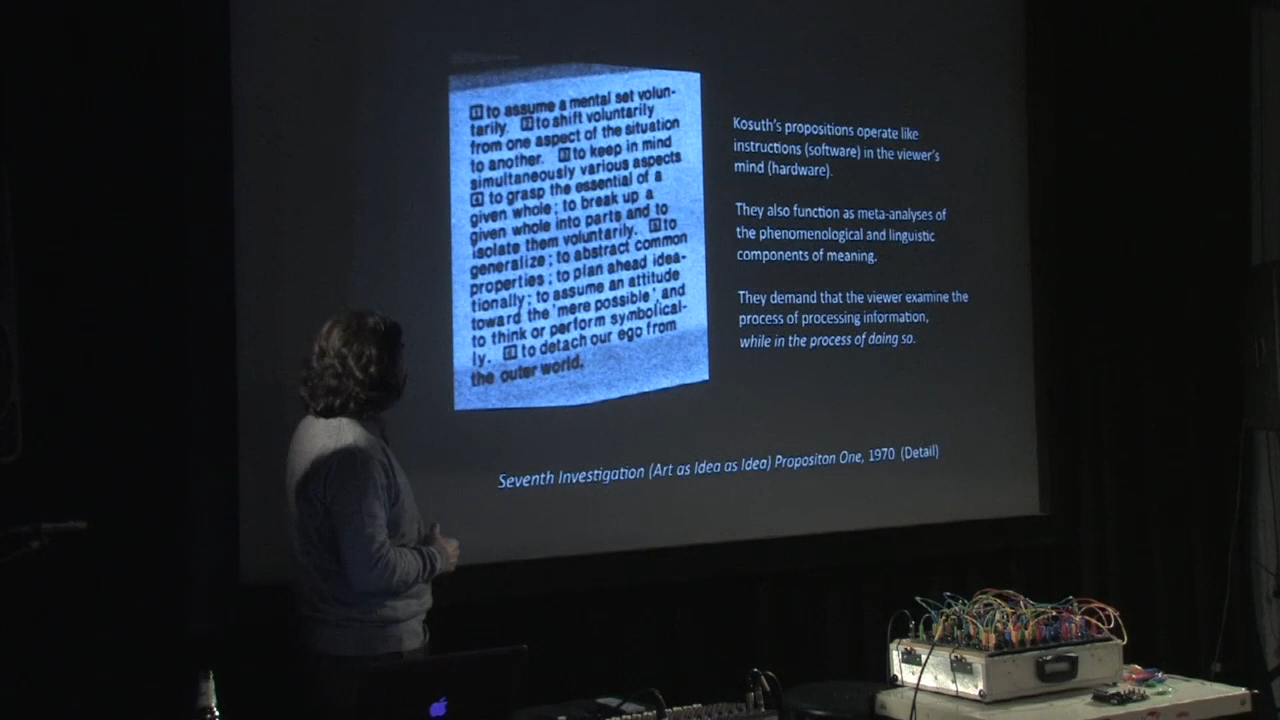 1 to assume a mental set volun-
tarily. 2 to shift voluntarily
from one aspect of the situation
to another. 3 to keep in mind
simultaneously various aspects
4 to grasp the essential of a
given whole; to break up a
given whole into parts and to
isolate them voluntarily. 5 to
generalize; to abstract common
properties; to plan ahead idea-
tionally; to assume an attitude
toward the 'mere possible', and
to think or perform symbolical-
ly. 6 to detach our ego from
the outer world.
Kosuth's propositions operate like
instructions (software) in the viewer's
mind (hardware).
They also function as meta-analyses of
the phenomenological and linguistic
components of meaning.
They demand that the viewer examine the
process of processing information,
while in the process of doing so.
Seventh Investigation (Art as Idea as Idea) Propositon One, 1970 (Detail)